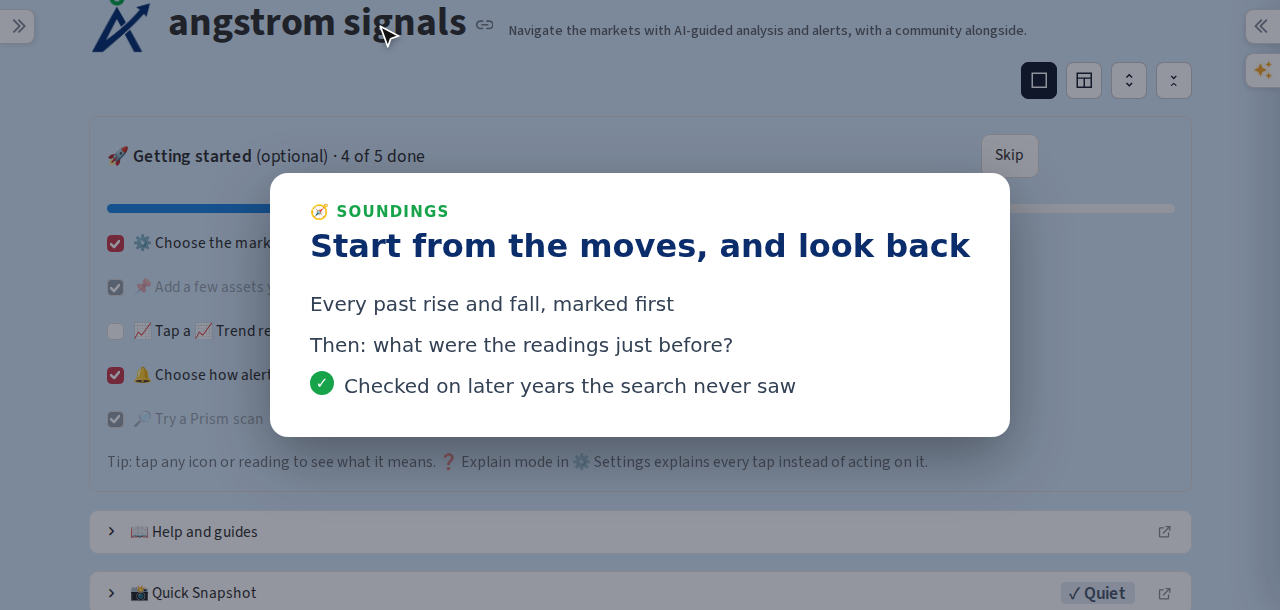 angstrom signals
Navigate the markets with AI-guided analysis and alerts, with a community alongside.
🚀 Getting started (optional) · 4 of 5 done
Skip
🧭 SOUNDINGS
Start from the moves, and look back
Every past rise and fall, marked first
Then: what were the readings just before?
✓ Checked on later years the search never saw
⚙️ Choose the mark
📌 Add a few assets
📈 Tap a 📈 Trend re
🔔 Choose how alert
🔎 Try a Prism scan
Tip: tap any icon or reading to see what it means. ❓ Explain mode in ⚙️ Settings explains every tap instead of acting on it.
📖 Help and guides
📸 Quick Snapshot
✓ Quiet